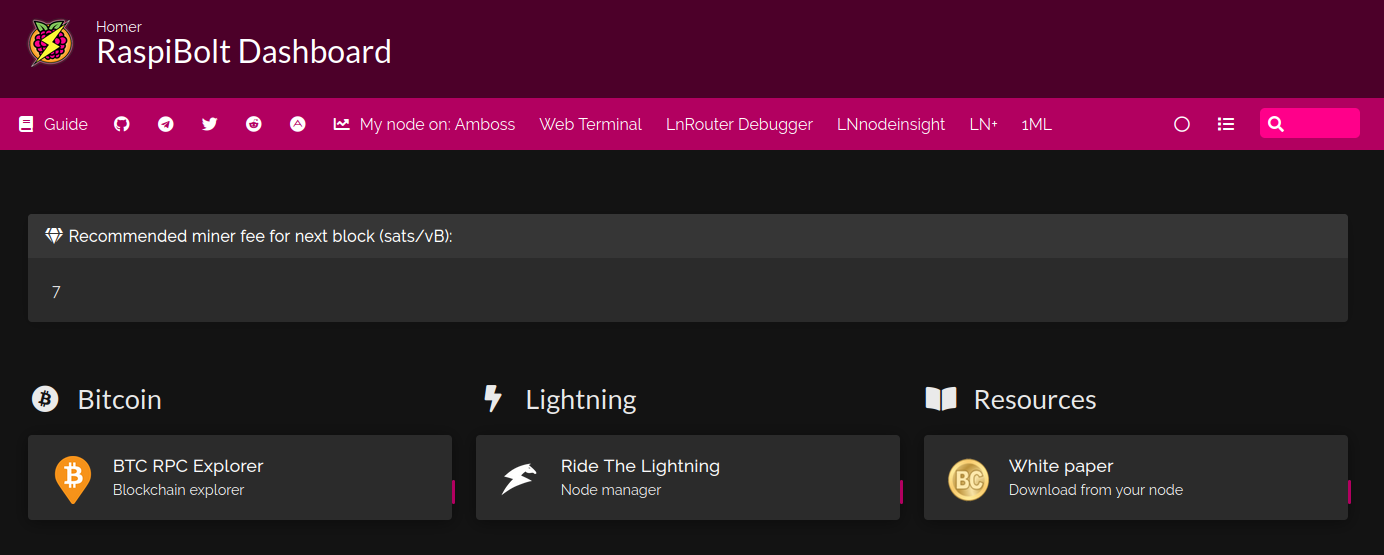 Homer
RaspiBolt Dashboard
Guide My node on: Amboss Web Terminal LnRouter Debugger LNnodeinsight LN+ 1ML
Recommended miner fee for next block (sats/vB):
7
Bitcoin Lightning Resources
BTC RPC Explorer Ride The Lightning White paper
Blockchain explorer Node manager Download from your node